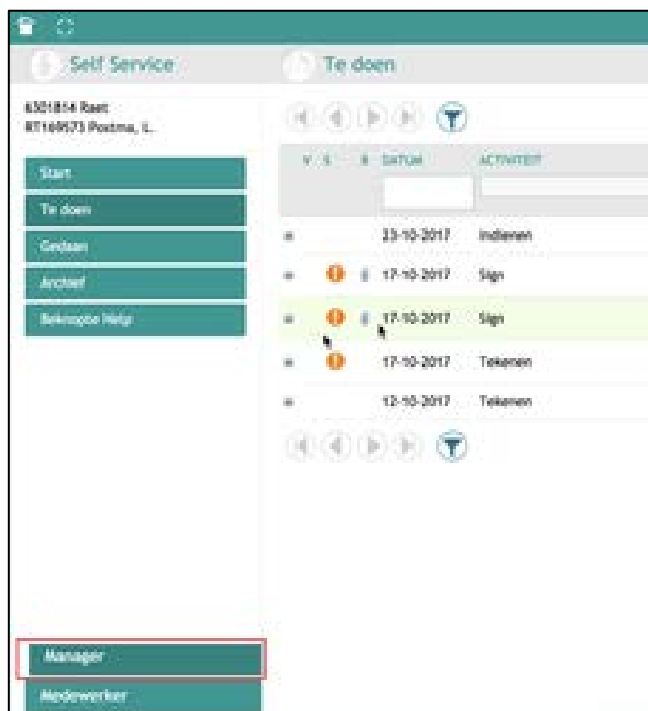 Self Service
Te doen
6301814 Raet
RT169573 Postma, L.
Start
Te doen
Gedaan
Archief
Beknopte Help
Manager
Medewerker
V S B DATUM ACTIVITEIT
23-10-2017 Indienen
17-10-2017 Sign
17-10-2017 Sign
17-10-2017 Tekenen
12-10-2017 Tekenen